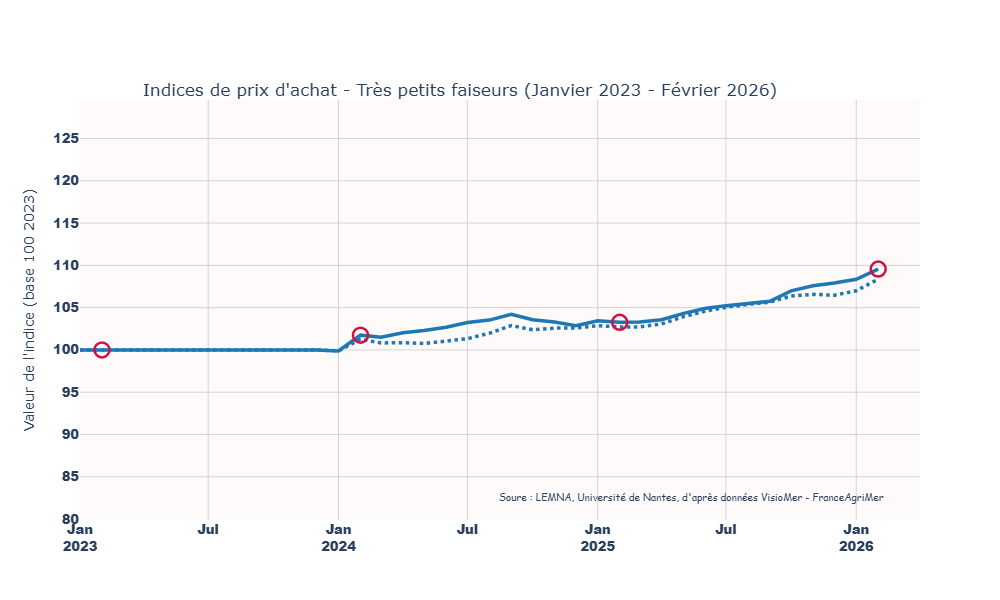 Indices de prix d'achat - Très petits faiseurs (Janvier 2023 - Février 2026)
Valeur de l'indice (base 100 2023)
125
120
115
110
105
100
95
90
85
80
Soure : LEMNA, Université de Nantes, d'après données VisioMer - FranceAgriMer
Jan Jul Jan Jul Jan Jul Jan
2023 2024 2025 2026